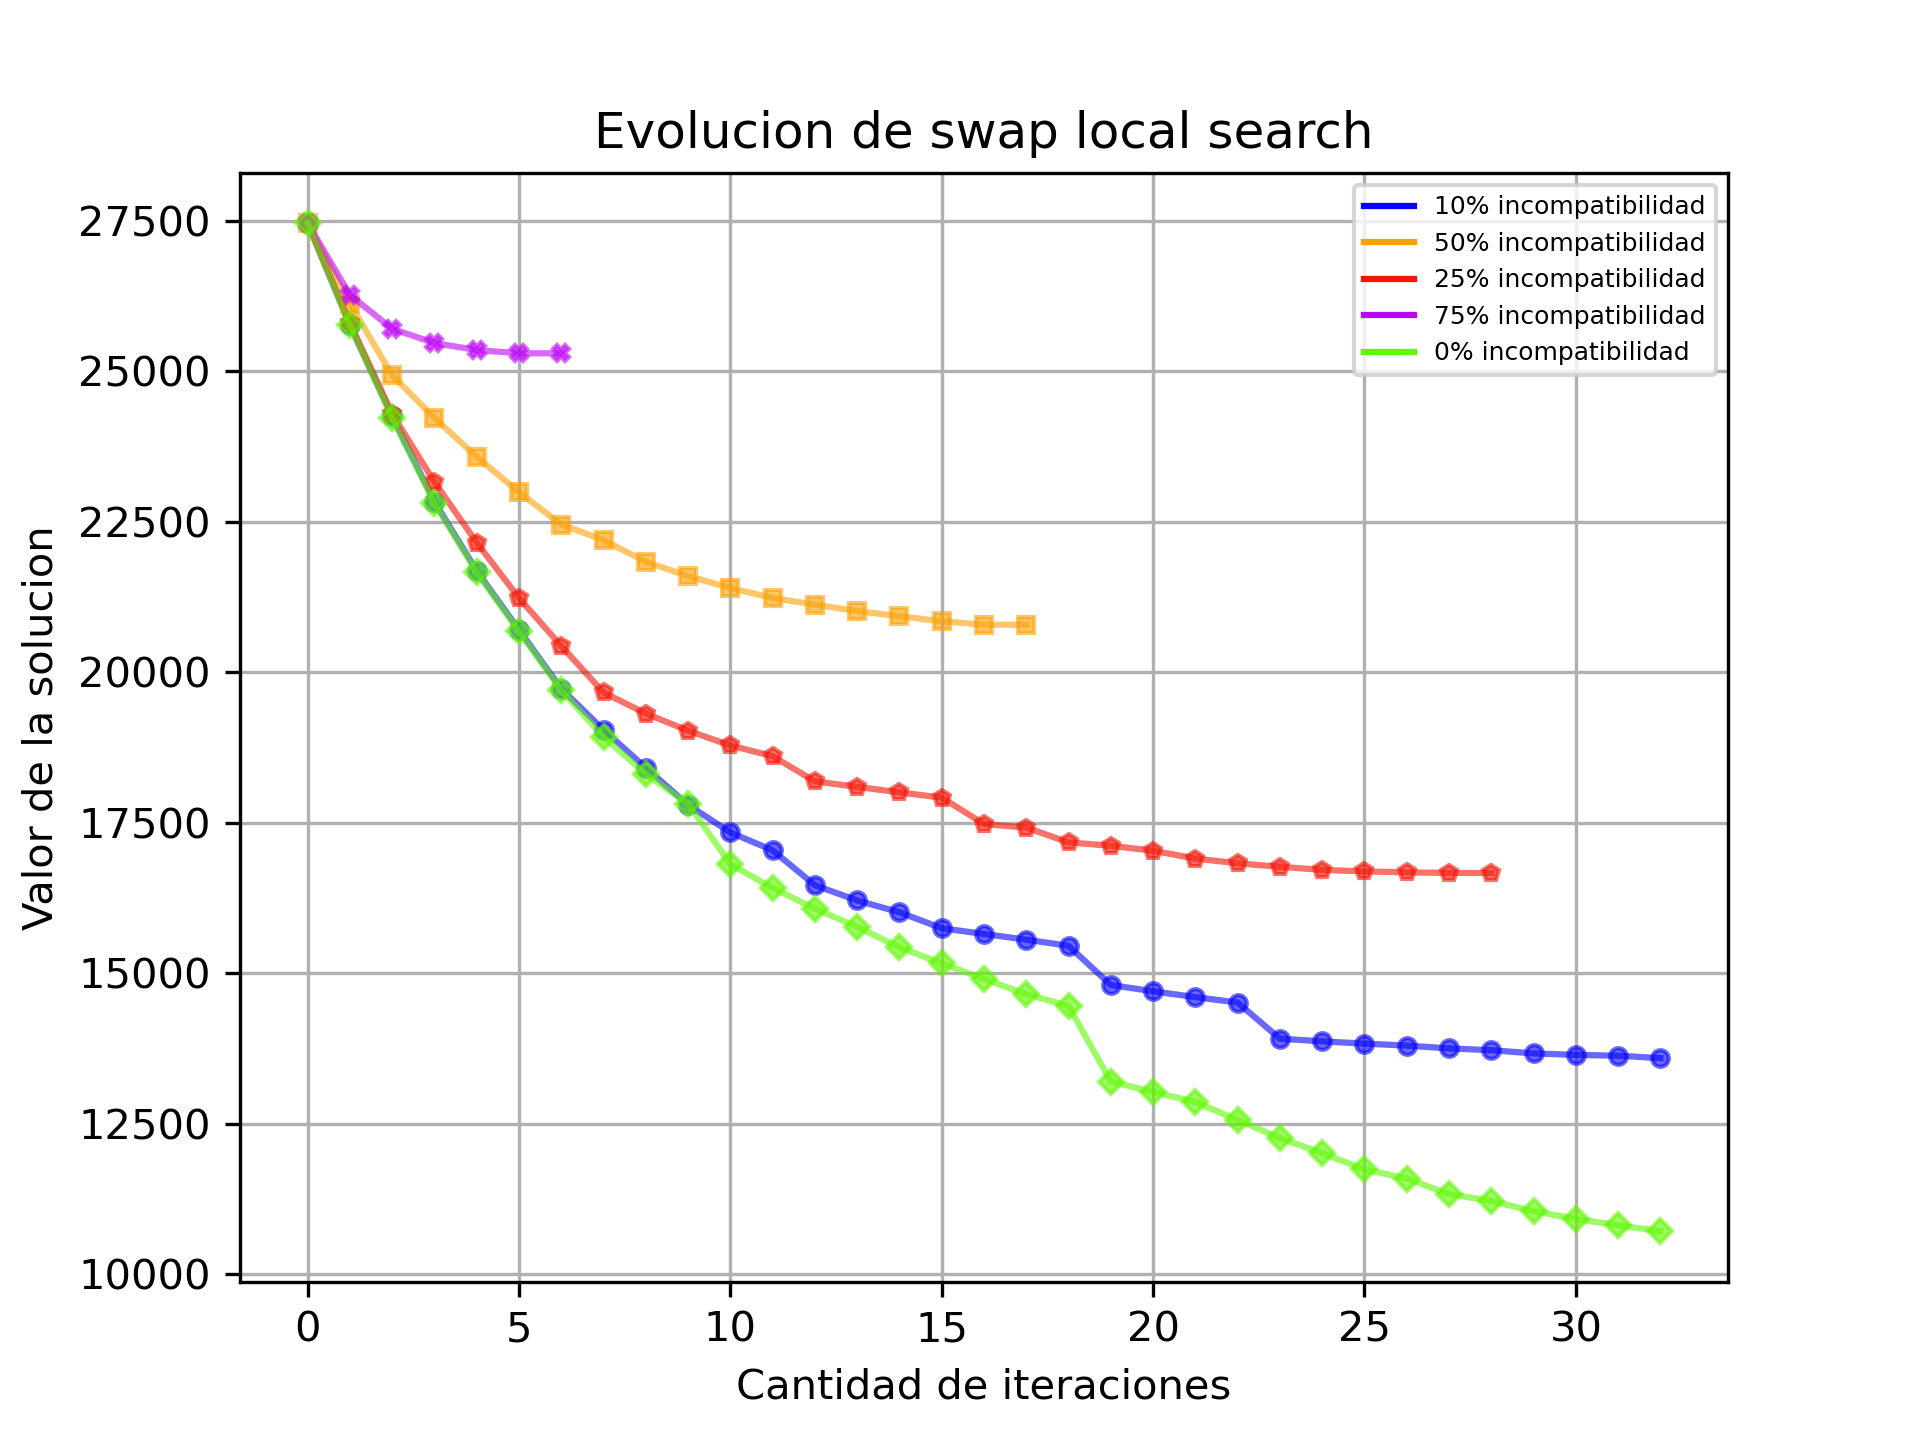 Evolucion de swap local search
27500
25000
22500
20000
17500
15000
12500
10000
Valor de la solucion
10% incompatibilidad
50% incompatibilidad
25% incompatibilidad
75% incompatibilidad
0% incompatibilidad
0 5 10 15 20 25 30
Cantidad de iteraciones